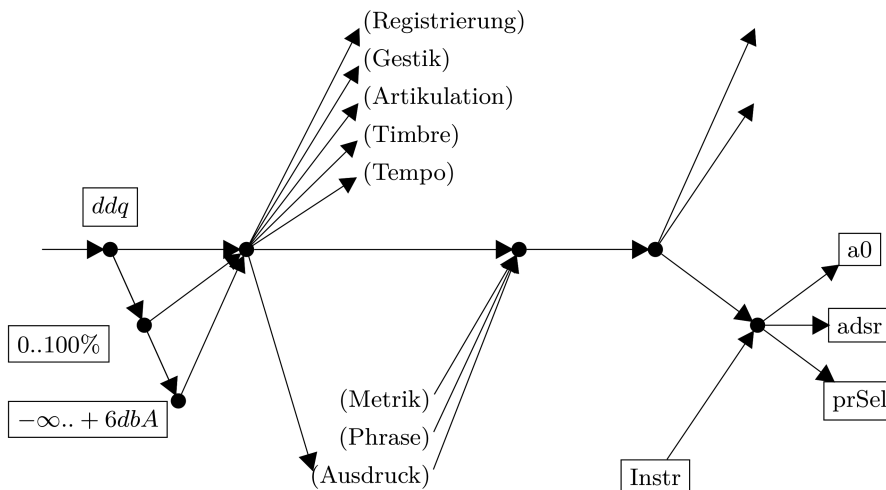 (Registrierung)
(Gestik)
(Artikulation)
(Timbre)
(Tempo)
ddq
a0
adsr
0..100%
prSel
(Metrik)
−∞.. + 6dbA
(Phrase)
(Ausdruck)
Instr